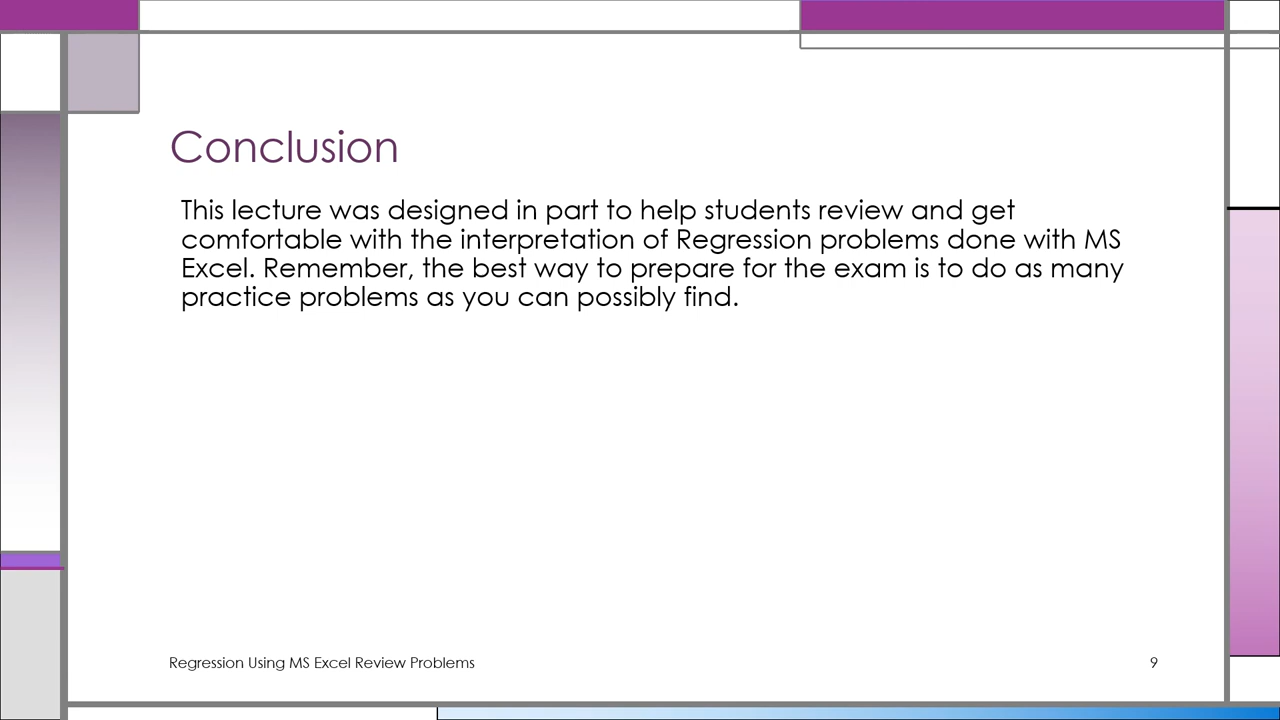 Conclusion
This lecture was designed in part to help students review and get
comfortable with the interpretation of Regression problems done with MS
Excel. Remember, the best way to prepare for the exam is to do as many
practice problems as you can possibly find.
Regression Using MS Excel Review Problems
9